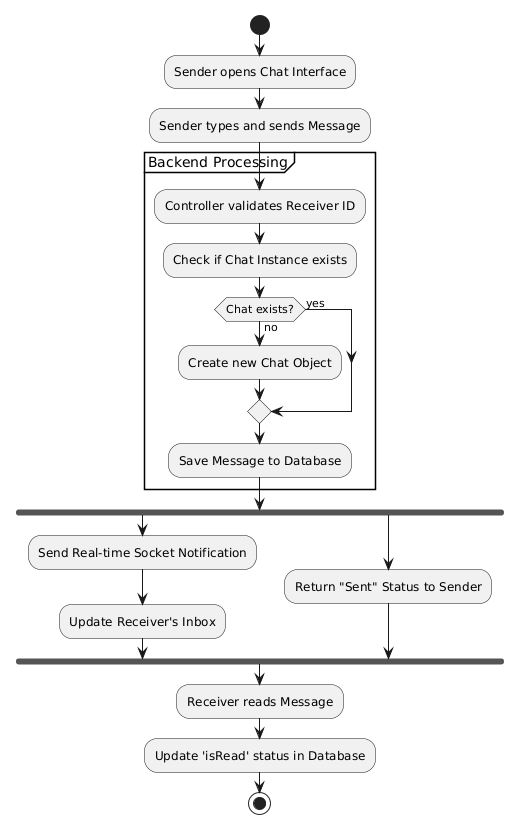 Sender opens Chat Interface
Sender types and sends Message
Backend Processing
Controller validates Receiver ID
Check if Chat Instance exists
Chat exists?
yes
no
Create new Chat Object
Save Message to Database
Send Real-time Socket Notification
Return "Sent" Status to Sender
Update Receiver's Inbox
Receiver reads Message
Update 'isRead' status in Database